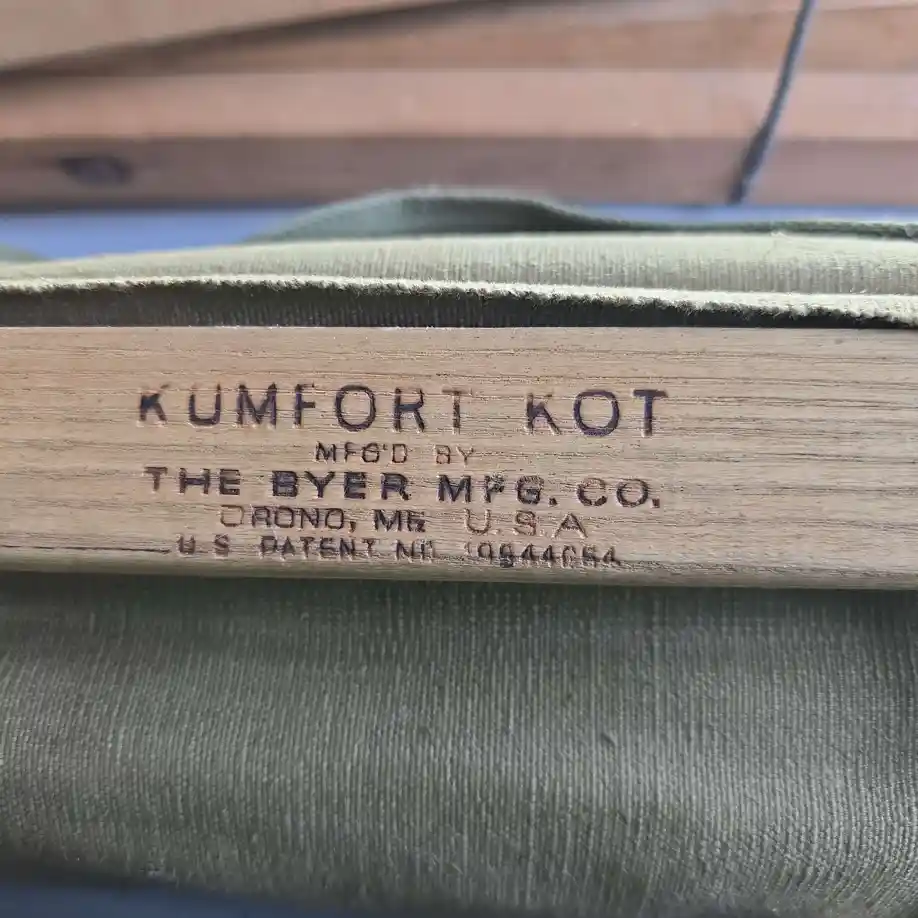 KUMFORT KOT
MFG'D BY
THE BYER MFG. CO.
ORONO, ME U.S.A
U.S PATENT NO.